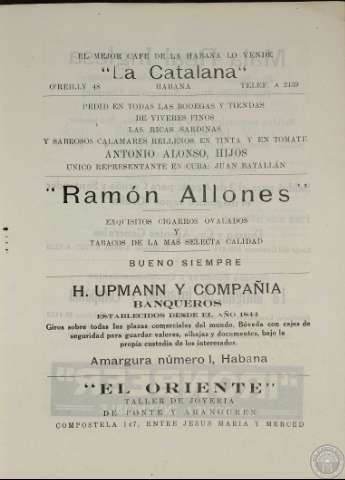 EL MEJOR CAFE DE LA HABANA LO VENDE
"La Catalana"
O'REILLY 48 HABANA TELEF. A 2159
PEDID EN TODAS LAS BODEGAS Y TIENDAS
DE VIVERES FINOS
LAS RICAS SARDINAS
Y SABROSOS CALAMARES RELLENOS EN TINTA Y EN TOMATE
ANTONIO ALONSO, HIJOS
UNICO REPRESENTANTE EN CUBA: JUAN BATALLÁN
"Ramón Allones"
EXQUISITOS CIGARROS OVALADOS
Y
TABACOS DE LA MAS SELECTA CALIDAD
BUENO SIEMPRE
H. UPMANN Y COMPAÑIA
BANQUEROS
ESTABLECIDOS DESDE EL AÑO 1844
Giros sobre todas las plazas comerciales del mundo. Bóveda con cajas de
seguridad para guardar valores, alhajas y documentos, bajo la
propia custodia de los interesados.
Amargura número 1, Habana
"EL ORIENTE"
TALLER DE JOYERIA
DE PONTE Y ARANGUREN
COMPOSTELA 147, ENTRE JESUS MARIA Y MERCED